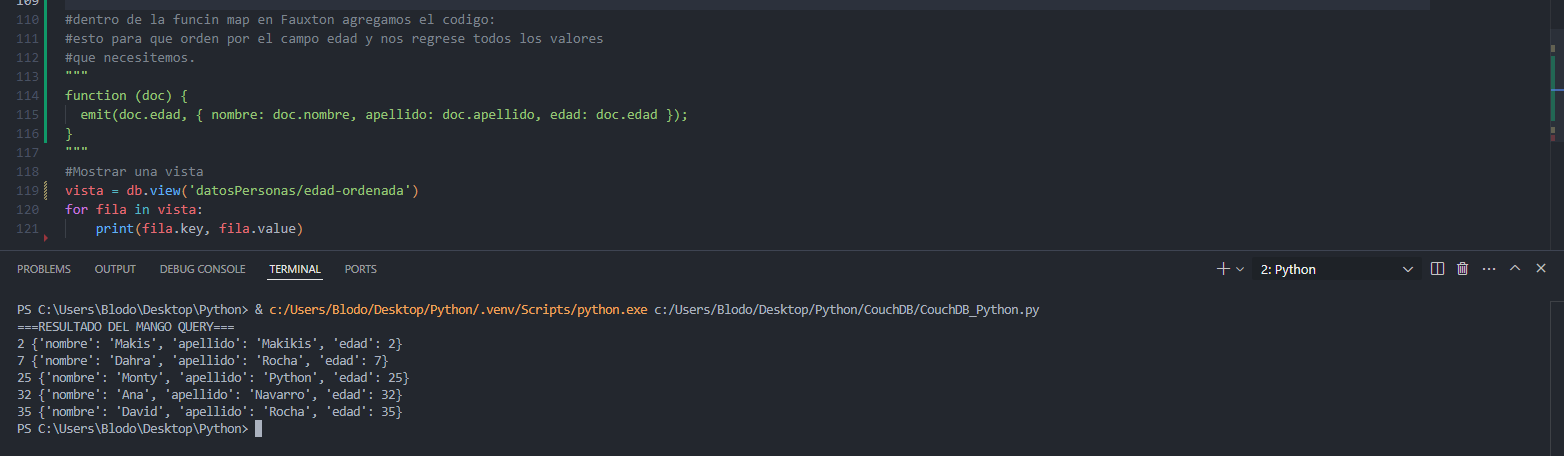 109
110 #dentro de la funcin map en Fauxton agregamos el codigo:
111 #esto para que orden por el campo edad y nos regrese todos los valores
112 #que necesitemos.
113 """
114 function (doc) {
115   emit(doc.edad, { nombre: doc.nombre, apellido: doc.apellido, edad: doc.edad });
116 }
117 """
118 #Mostrar una vista
119 vista = db.view('datosPersonas/edad-ordenada')
120 for fila in vista:
121     print(fila.key, fila.value)
PROBLEMS OUTPUT DEBUG CONSOLE TERMINAL PORTS 2: Python
PS C:\Users\Blodo\Desktop\Python> & c:/Users/Blodo/Desktop/Python/.venv/Scripts/python.exe c:/Users/Blodo/Desktop/Python/CouchDB/CouchDB_Python.py
===RESULTADO DEL MANGO QUERY===
2 {'nombre': 'Makis', 'apellido': 'Makikis', 'edad': 2}
7 {'nombre': 'Dahra', 'apellido': 'Rocha', 'edad': 7}
25 {'nombre': 'Monty', 'apellido': 'Python', 'edad': 25}
32 {'nombre': 'Ana', 'apellido': 'Navarro', 'edad': 32}
35 {'nombre': 'David', 'apellido': 'Rocha', 'edad': 35}
PS C:\Users\Blodo\Desktop\Python>